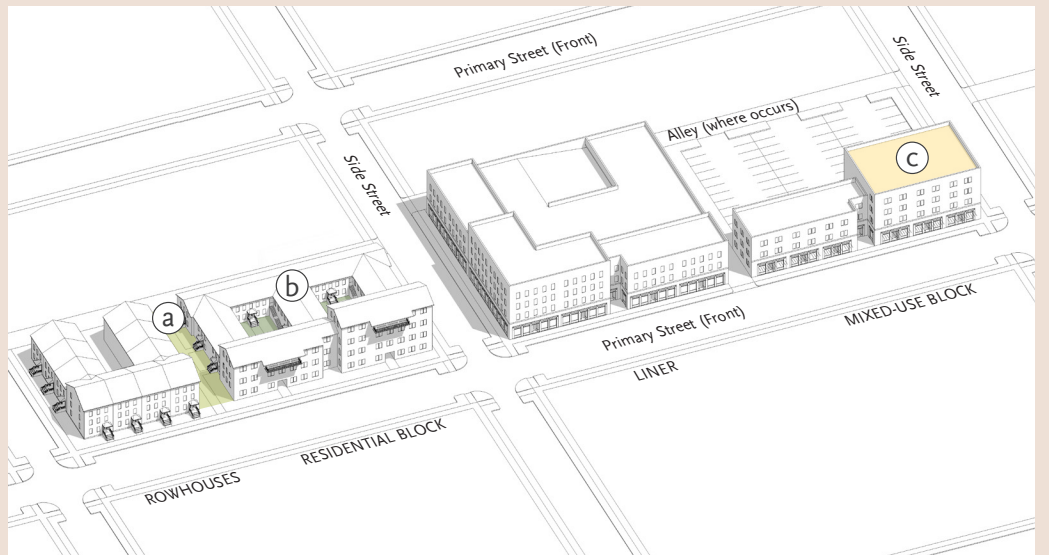 Primary Street (Front)
Side Street
Alley (where occurs)
c
Side Street
b
a
Primary Street (Front)
MIXED-USE BLOCK
LINER
RESIDENTIAL BLOCK
ROWHOUSES